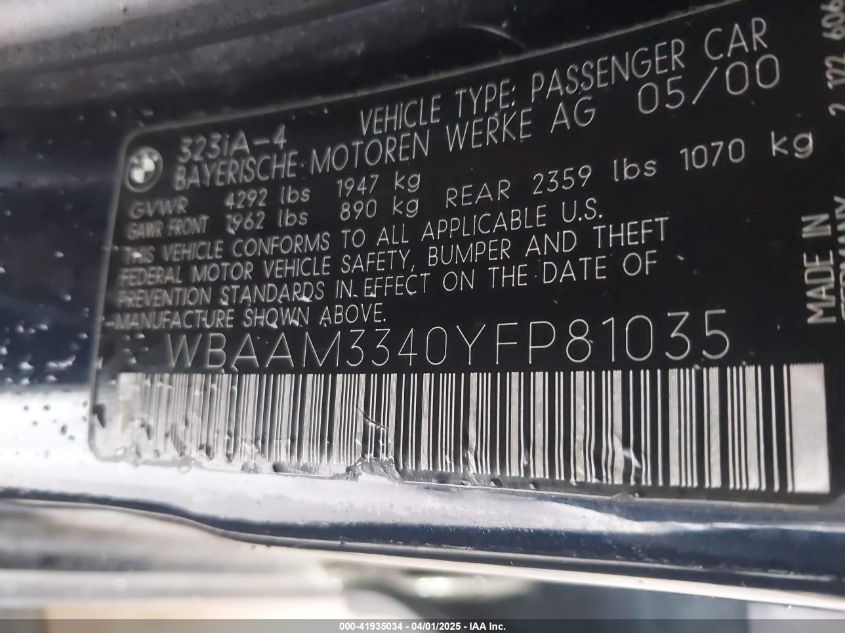 323iA-4 VEHICLE TYPE: PASSENGER CAR
BAYERISCHE MOTOREN WERKE AG 05/00
GVWR 4292 lbs 1947 kg
GAWR FRONT 1962 lbs 890 kg REAR 2359 lbs 1070 kg
THIS VEHICLE CONFORMS TO ALL APPLICABLE U.S.
FEDERAL MOTOR VEHICLE SAFETY, BUMPER AND THEFT
PREVENTION STANDARDS IN EFFECT ON THE DATE OF
MANUFACTURE SHOWN ABOVE.
WBAAM3340YFP81035
MADE IN
GERMANY
BMW
000-41935034 - 04/01/2025 - IAA Inc.